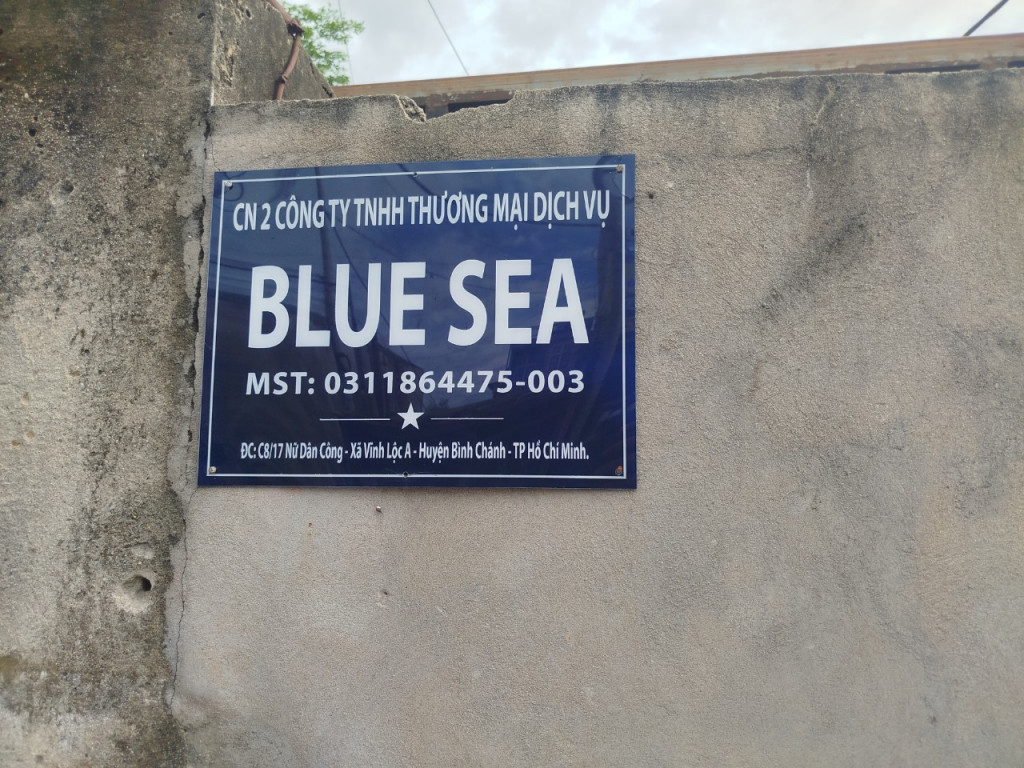 CN 2 CÔNG TY TNHH THƯƠNG MẠI DỊCH VỤ
BLUE SEA
MST: 0311864475-003
ĐC: C8/17 Nữ Dân Công - Xã Vĩnh Lộc A - Huyện Bình Chánh - TP Hồ Chí Minh.